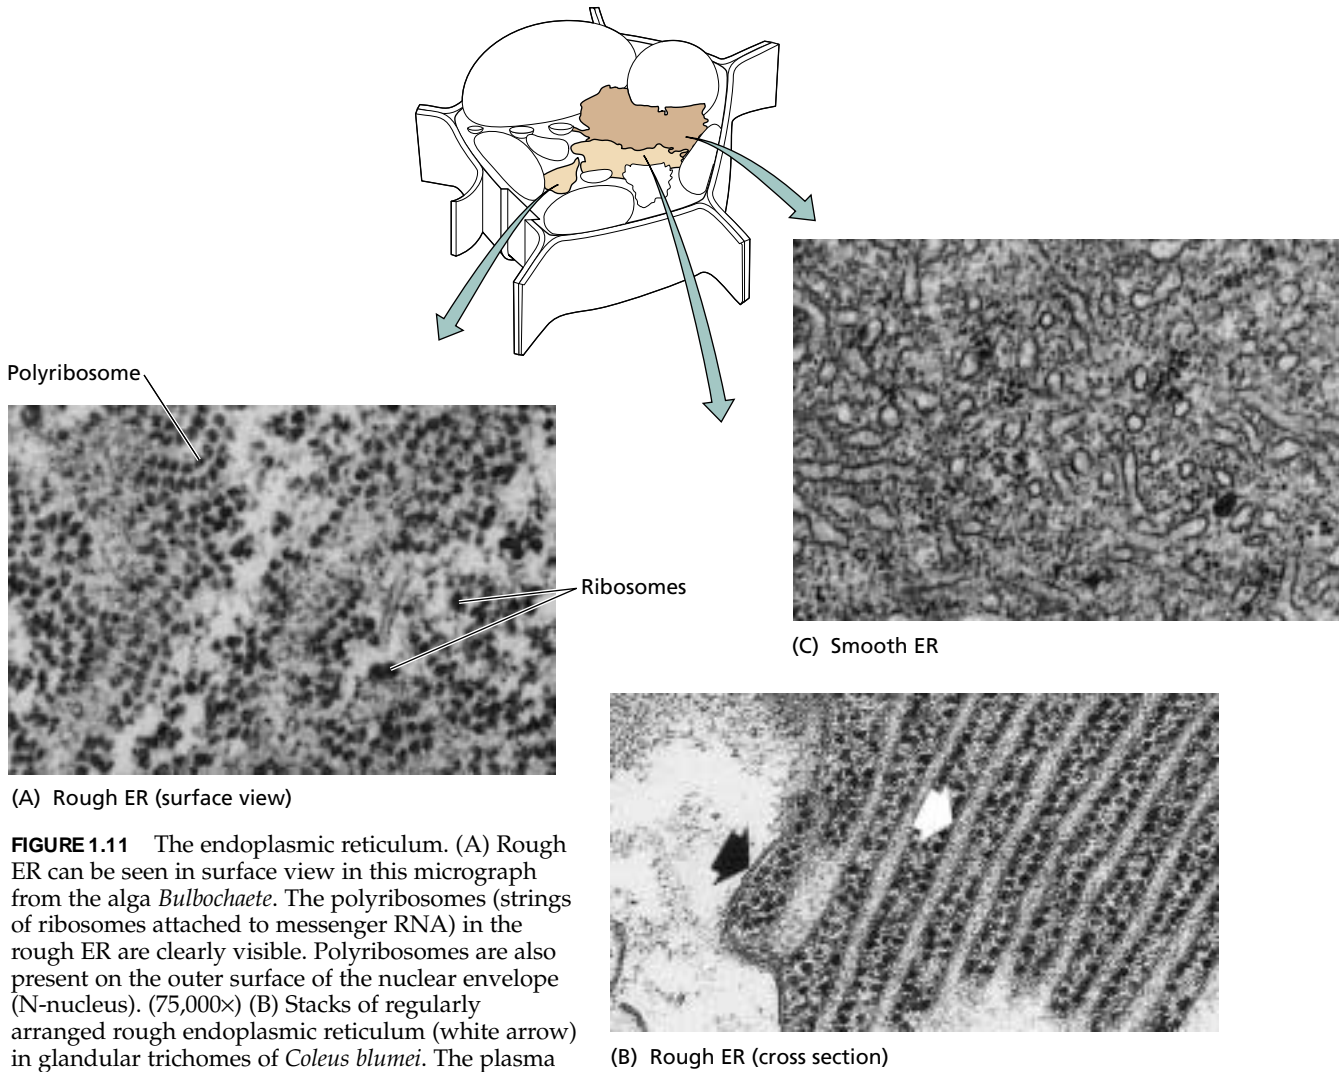 Polyribosome
Ribosomes
(C) Smooth ER
(A) Rough ER (surface view)
FIGURE 1.11 The endoplasmic reticulum. (A) Rough
ER can be seen in surface view in this micrograph
from the alga Bulbochaete. The polyribosomes (strings
of ribosomes attached to messenger RNA) in the
rough ER are clearly visible. Polyribosomes are also
present on the outer surface of the nuclear envelope
(N-nucleus). (75,000×) (B) Stacks of regularly
arranged rough endoplasmic reticulum (white arrow)
in glandular trichomes of Coleus blumei. The plasma
(B) Rough ER (cross section)